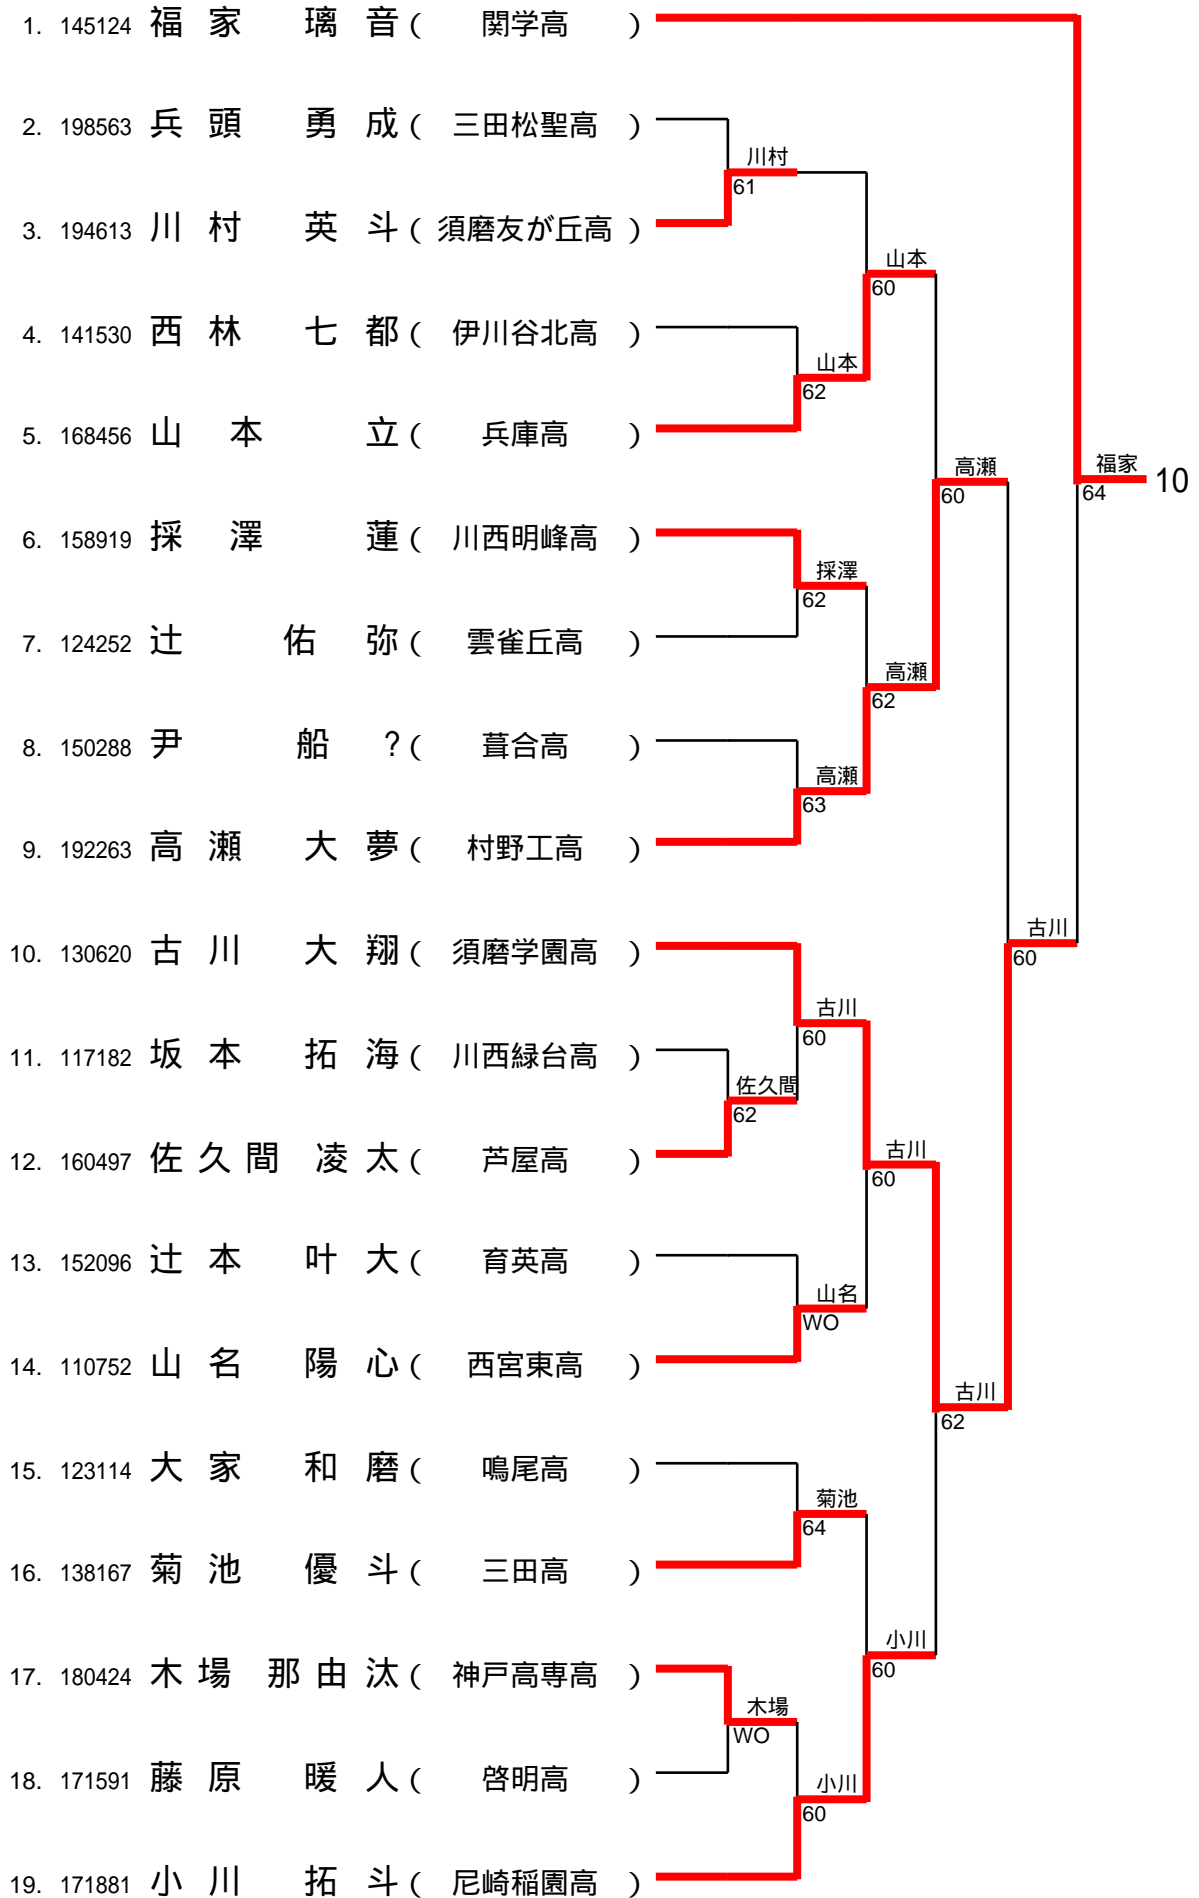 1. 145124 福家 璃音 ( 関学高 )
2. 198563 兵頭 勇成 ( 三田松聖高 )
川村
61
3. 194613 川村 英斗 ( 須磨友が丘高 )
山本
60
4. 141530 西林 七都 ( 伊川谷北高 )
山本
62
5. 168456 山本 立 ( 兵庫高 )
高瀬
60
福家 10
64
6. 158919 採澤 蓮 ( 川西明峰高 )
採澤
62
7. 124252 辻 佑弥 ( 雲雀丘高 )
高瀬
62
8. 150288 尹 船? ( 葺合高 )
高瀬
63
9. 192263 高瀬 大夢 ( 村野工高 )
古川
60
10. 130620 古川 大翔 ( 須磨学園高 )
古川
60
11. 117182 坂本 拓海 ( 川西緑台高 )
佐久間
62
12. 160497 佐久間 凌太 ( 芦屋高 )
古川
60
13. 152096 辻本 叶大 ( 育英高 )
山名
WO
14. 110752 山名 陽心 ( 西宮東高 )
古川
62
15. 123114 大家 和磨 ( 鳴尾高 )
菊池
64
16. 138167 菊池 優斗 ( 三田高 )
小川
60
17. 180424 木場 那由汰 ( 神戸高専高 )
木場
WO
18. 171591 藤原 暖人 ( 啓明高 )
小川
60
19. 171881 小川 拓斗 ( 尼崎稲園高 )